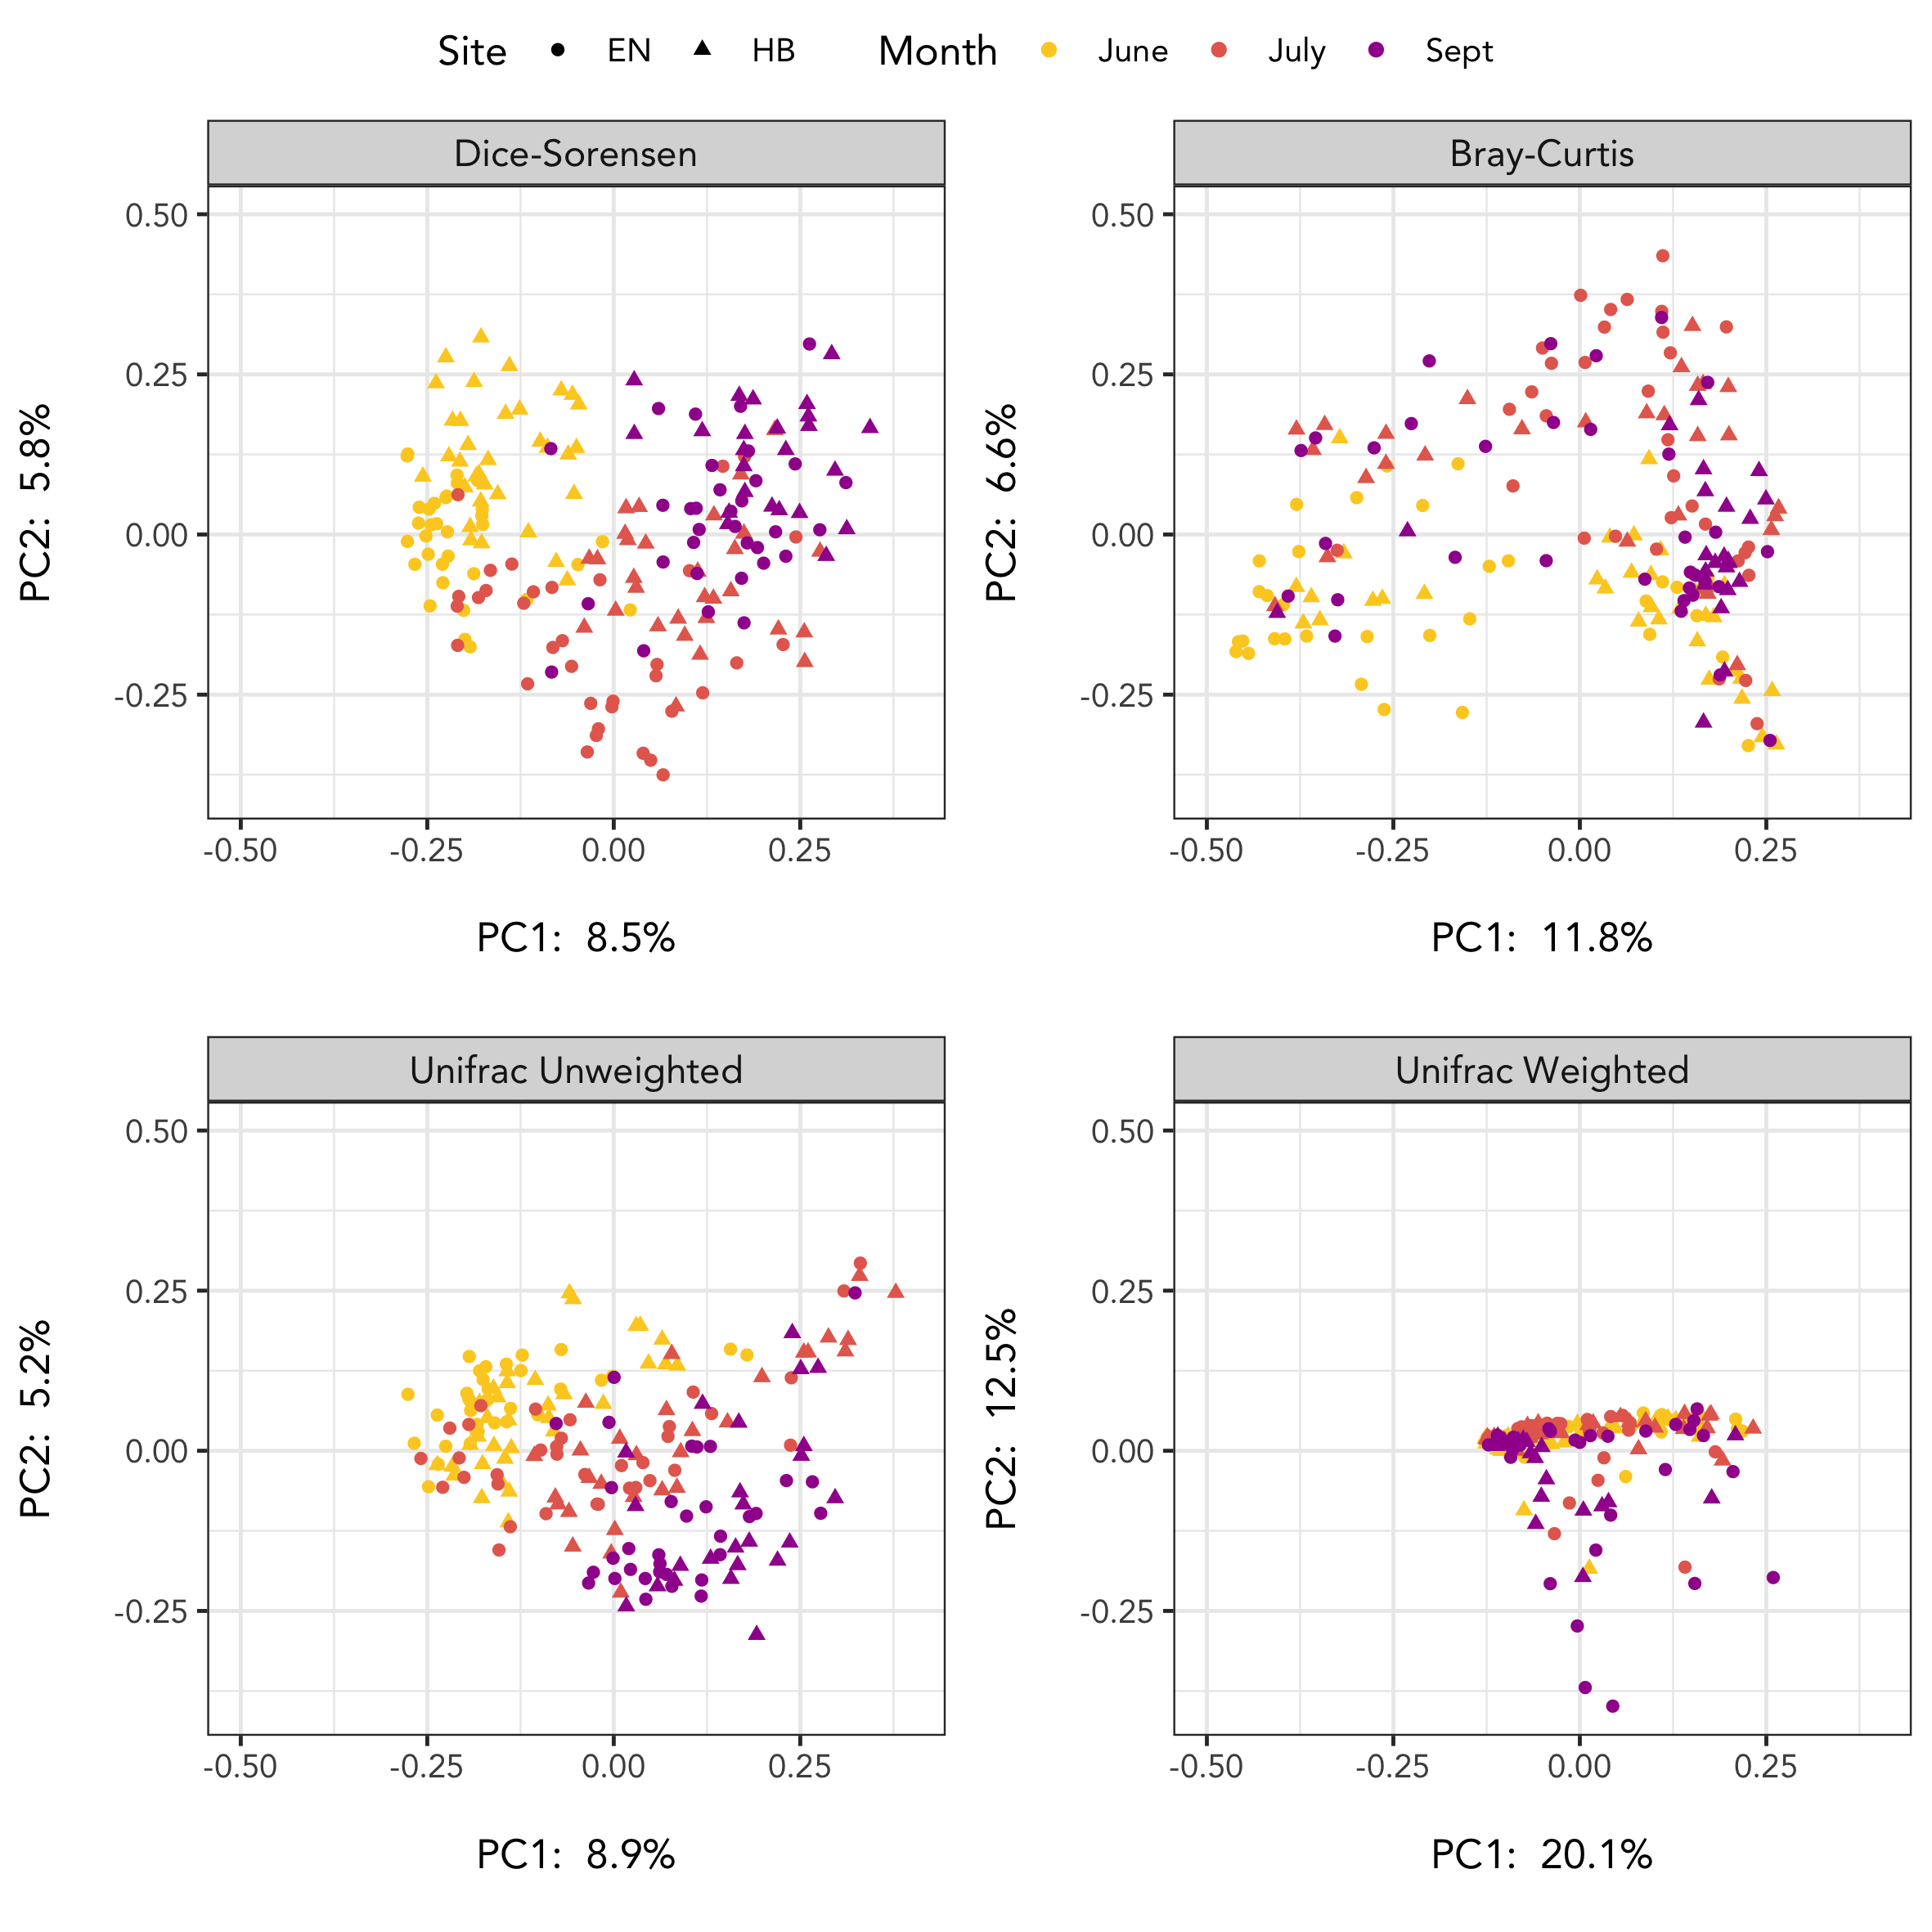 Site EN HB Month June July Sept
Dice-Sorensen
Bray-Curtis
0.50
0.25
0.00
-0.25
PC2: 5.8%
-0.50 -0.25 0.00 0.25
PC1: 8.5%
0.50
0.25
0.00
-0.25
PC2: 6.6%
-0.50 -0.25 0.00 0.25
PC1: 11.8%
Unifrac Unweighted
Unifrac Weighted
0.50
0.25
0.00
-0.25
PC2: 5.2%
-0.50 -0.25 0.00 0.25
PC1: 8.9%
0.50
0.25
0.00
-0.25
PC2: 12.5%
-0.50 -0.25 0.00 0.25
PC1: 20.1%